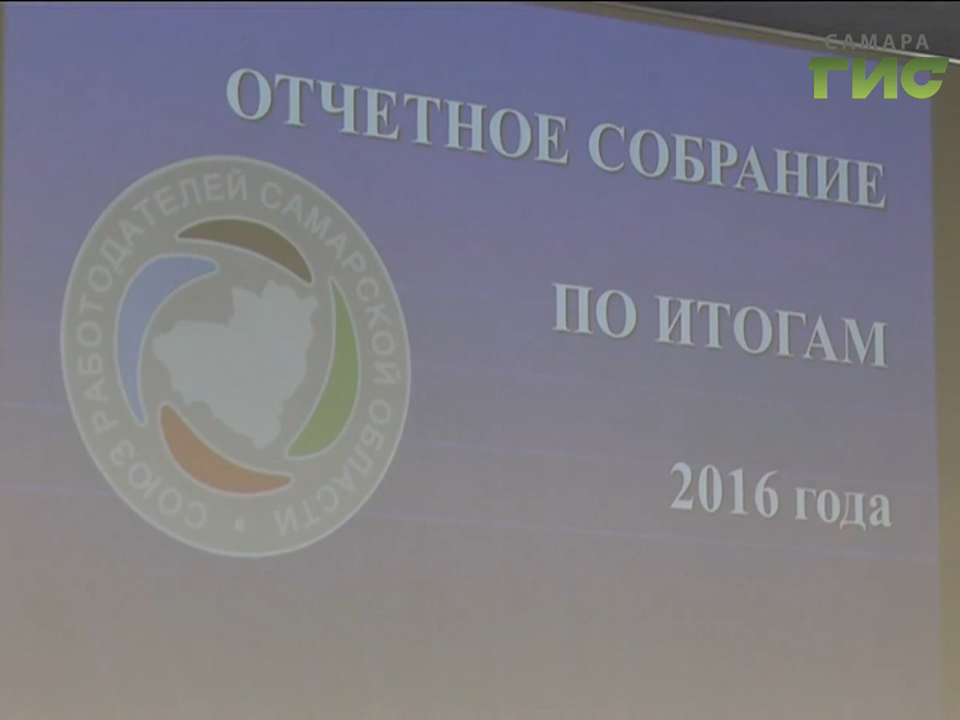 САМАРА
ГИС
ОТЧЕТНОЕ СОБРАНИЕ
ПО ИТОГАМ
2016 года
СОЮЗ РАБОТОДАТЕЛЕЙ САМАРСКОЙ ОБЛАСТИ •